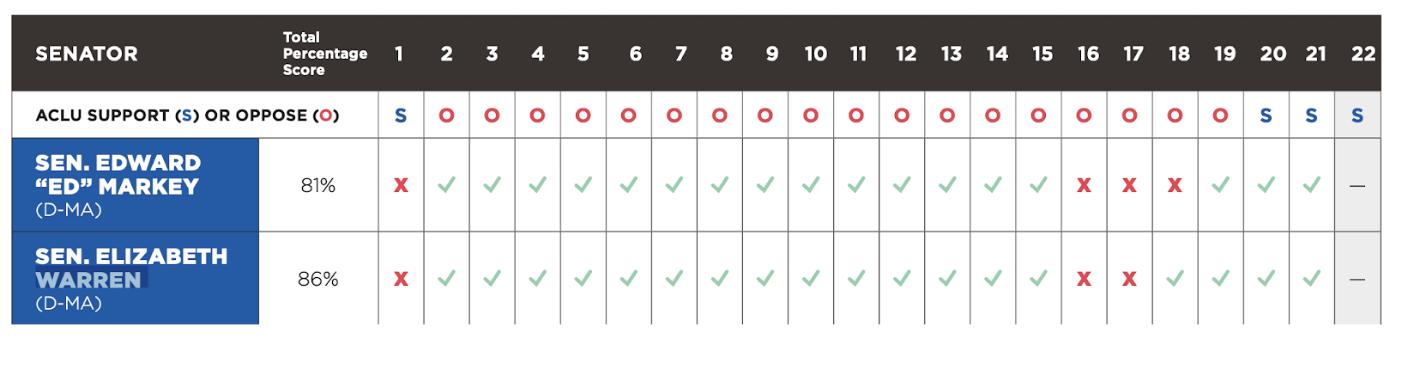 SENATOR Total Percentage Score 1 2 3 4 5 6 7 8 9 10 11 12 13 14 15 16 17 18 19 20 21 22
ACLU SUPPORT (S) OR OPPOSE (O) S O O O O O O O O O O O O O O O O O O S S S
SEN. EDWARD
“ED” MARKEY
(D-MA)
81% X ✓ ✓ ✓ ✓ ✓ ✓ ✓ ✓ ✓ ✓ ✓ ✓ ✓ ✓ X X X ✓ ✓ ✓ —
SEN. ELIZABETH
WARREN
(D-MA)
86% X ✓ ✓ ✓ ✓ ✓ ✓ ✓ ✓ ✓ ✓ ✓ ✓ ✓ ✓ X X ✓ ✓ ✓ ✓ —